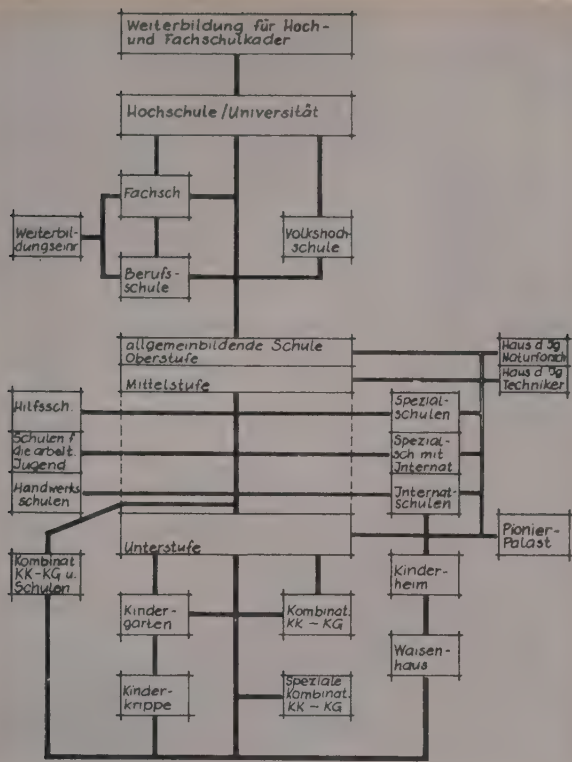 Weiterbildung für Hoch-
und Fachschulkader
Hochschule/Universität
Fachsch
Weiterbil-
dungseinr
Volkshoch
schule
Berufs-
schule
allgemeinbildende Schule
Oberstufe
Haus d Jg
Naturforsch
Mittelstufe
Haus d Jg
Techniker
Hilfssch.
Spezial-
schulen
Schulen f
die arbeit.
Jugend
Spezial-
sch mit
Internat
Handwerks
schulen
Internat-
schulen
Unterstufe
Pionier-
Palast
Kombinat
KK-KG u.
Schulen
Kinder-
heim
Kinder-
garten
Kombinat.
KK - KG
Waisen-
haus
Kinder-
krippe
Speziale
Kombinat.
KK - KG